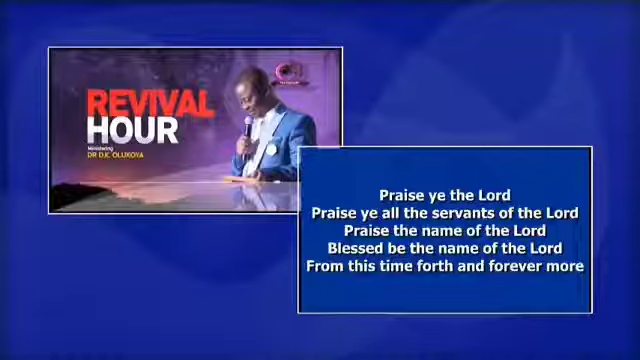 REVIVAL
HOUR
Ministering
DR D.K. OLUKOYA
Praise ye the Lord
Praise ye all the servants of the Lord
Praise the name of the Lord
Blessed be the name of the Lord
From this time forth and forever more